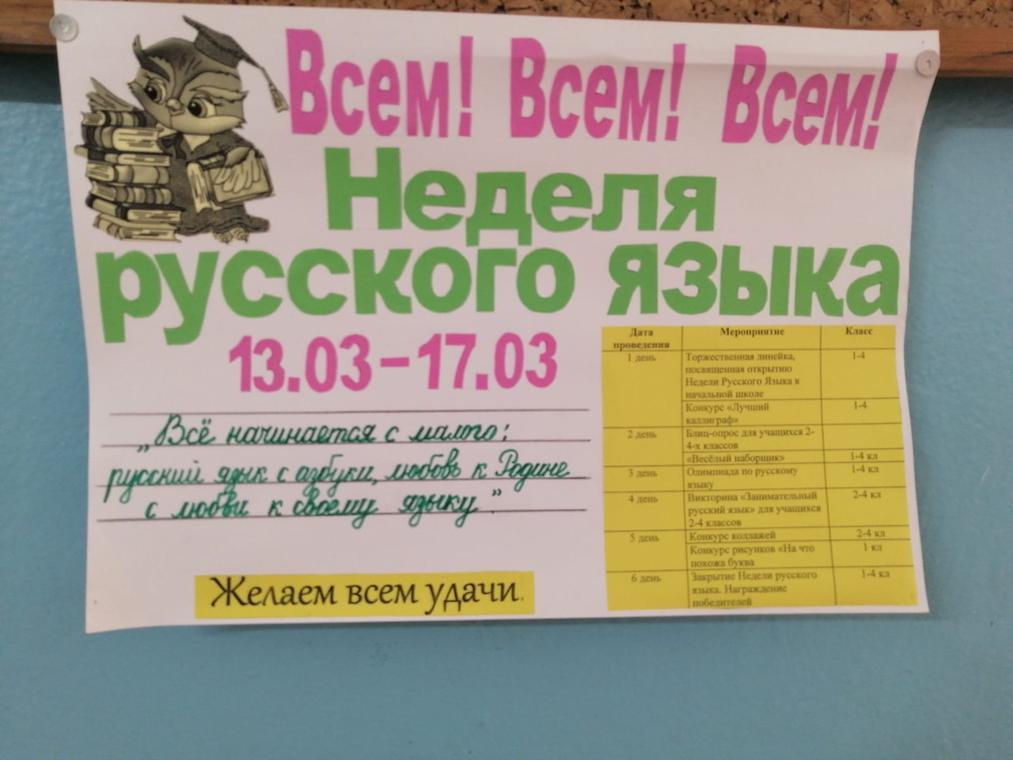 Всем! Всем! Всем!
Неделя
русского языка
13.03-17.03
„Всё начинается с малого:
русский язык с азбуки, любовь к Родине
с любви к своему языку"
Желаем всем удачи.
Дата проведения Мероприятие Класс
1 день Торжественная линейка, 1-4
посвященная открытию
Недели Русского Языка в
начальной школе
Конкурс «Лучший 1-4
каллиграф»
2 день Блиц-опрос для учащихся 2-
4-х классов
«Весёлый наборщик» 1-4 кл
3 день Олимпиада по русскому 1-4 кл
языку
4 день Викторина «Занимательный 2-4 кл
русский язык» для учащихся
2-4 классов
5 день Конкурс коллажей 2-4 кл
Конкурс рисунков «На что 1 кл
похожа буква
6 день Закрытие Недели русского 1-4 кл
языка. Награждение
победителей